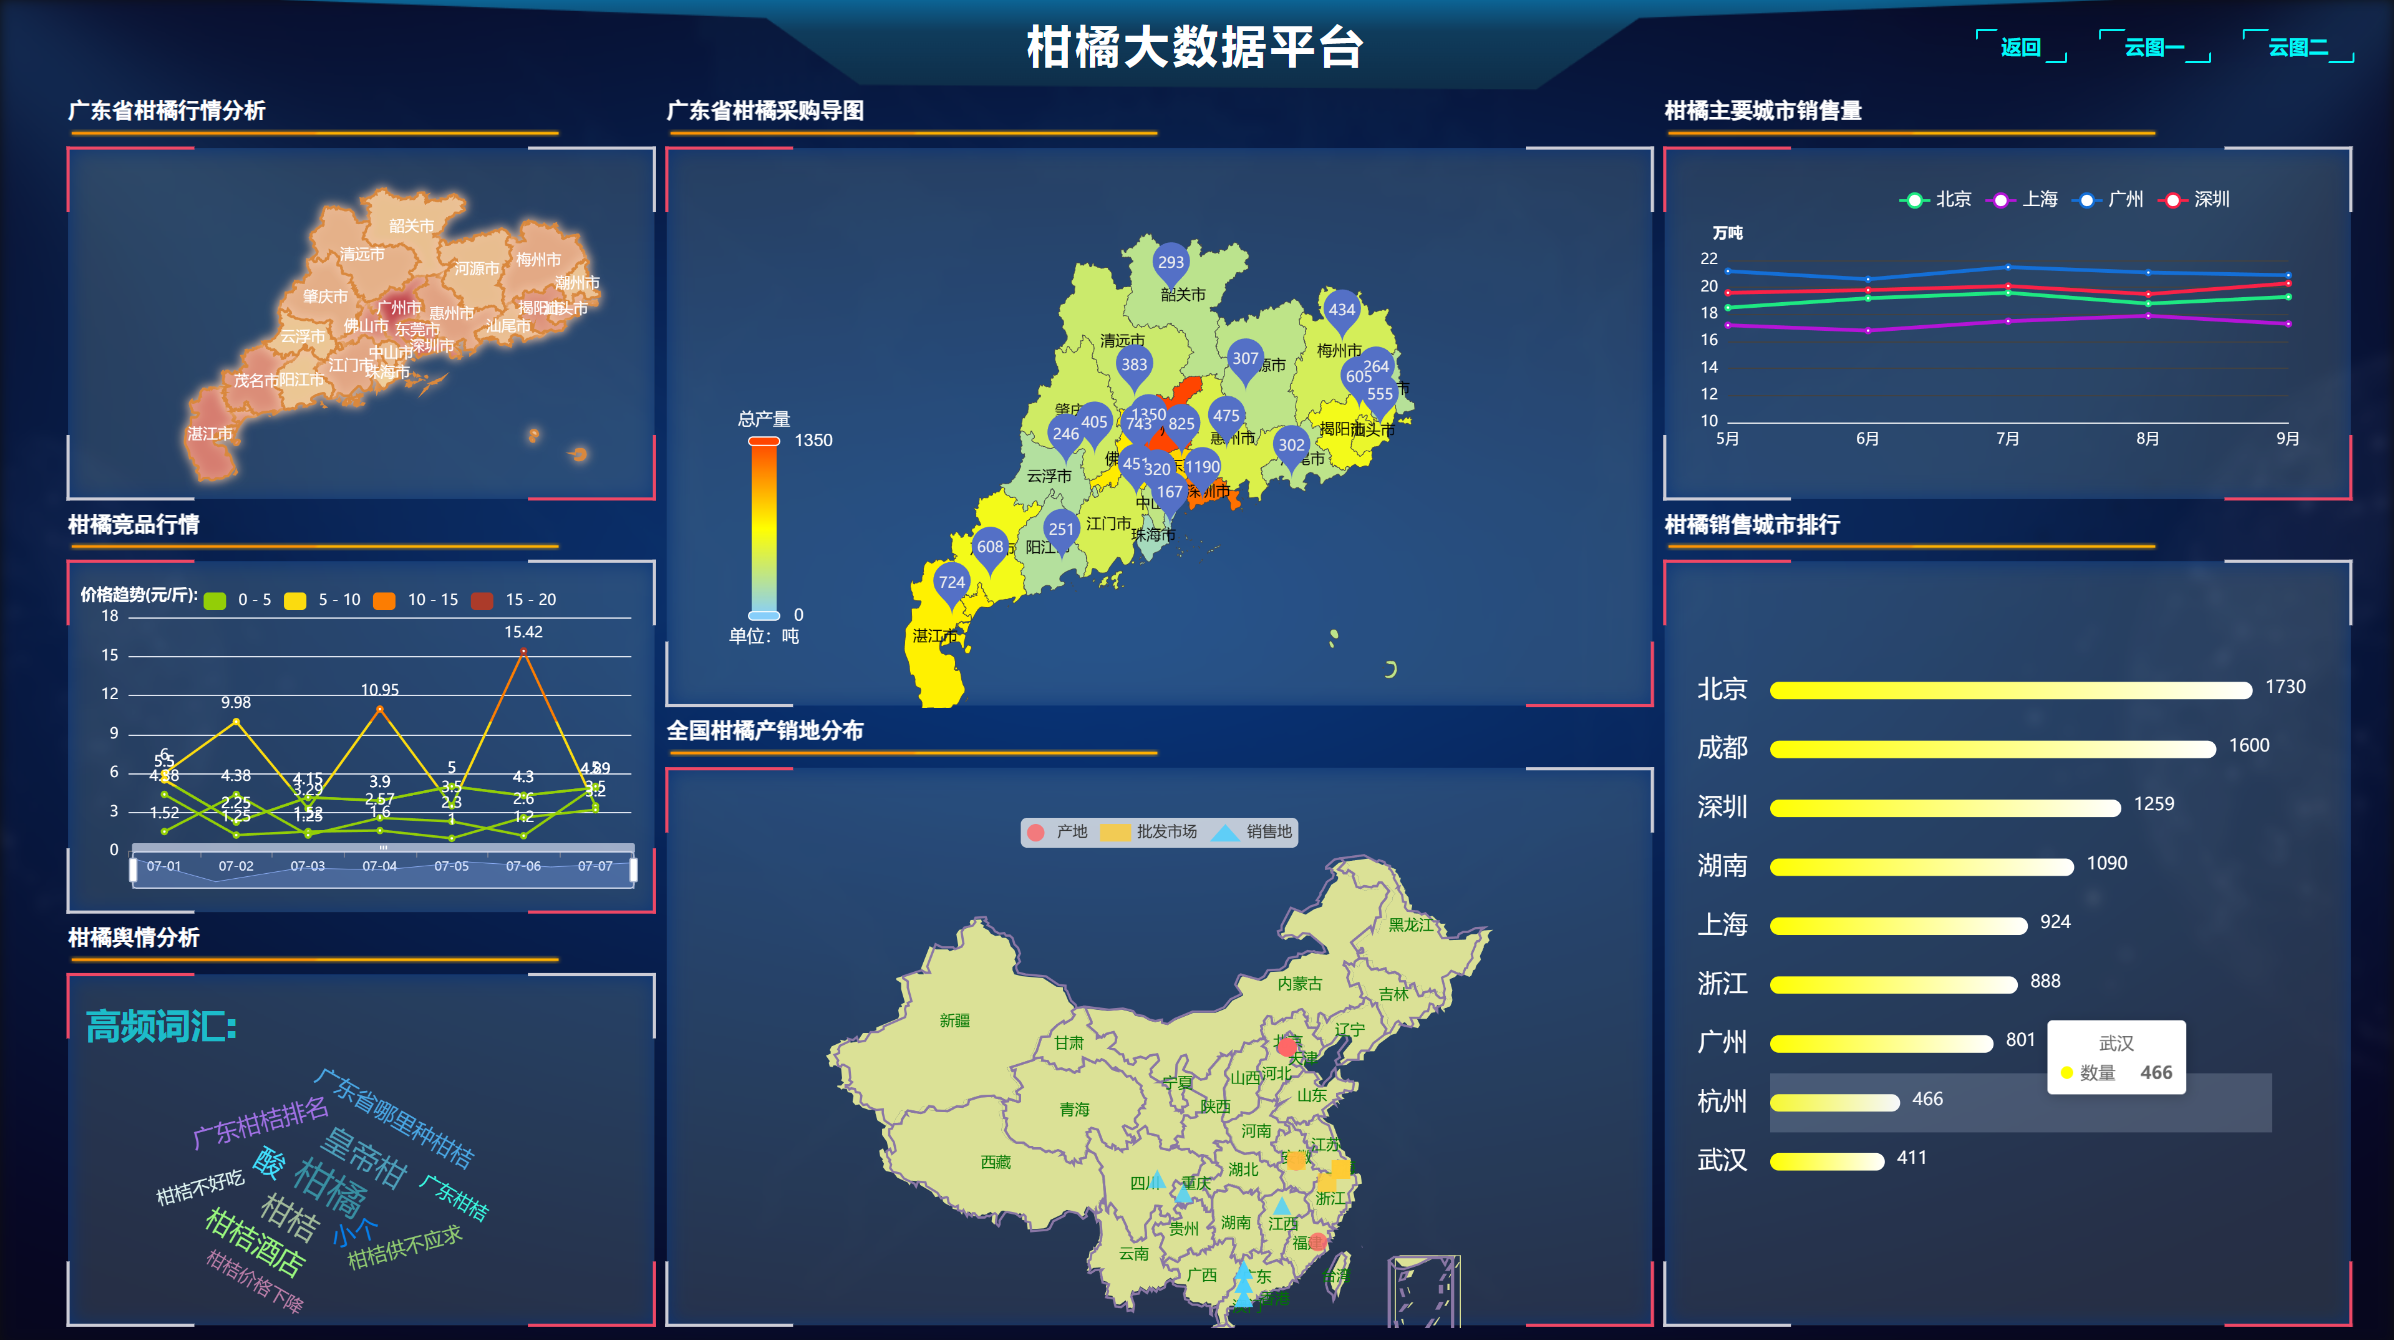 柑橘大数据平台
返回
云图一
云图二
广东省柑橘行情分析
韶关市
清远市
河源市
梅州市
潮州市
肇庆市
广州市
惠州市
揭阳市
汕头市
云浮市
佛山市
东莞市
汕尾市
深圳市
中山市
江门市
珠海市
茂名市
阳江市
湛江市
柑橘竞品行情
价格趋势(元/斤):
0 - 5
5 - 10
10 - 15
15 - 20
18
15
12
9
6
3
0
15.42
10.95
9.98
6
5.5
4.38
1.52
4.38
2.25
1.25
4.15
3.29
3.9
2.57
1.6
5
3.5
2.3
1
4.3
2.6
1.2
3.5
3.2
07-01
07-02
07-03
07-04
07-05
07-06
07-07
柑橘舆情分析
高频词汇:
广东省哪里种柑桔
广东柑桔排名
皇帝柑
酸
柑橘
柑桔不好吃
广东柑桔
柑桔
小个
柑桔酒店
柑桔供不应求
柑桔价格下降
广东省柑橘采购导图
总产量
1350
0
单位：吨
293
韶关市
434
清远市
梅州市
383
307
源市
264
605
555
405
1350
743
825
475
246
惠州市
揭阳市
汕头市
302
451
320
1190
云浮市
167
深圳市
江门市
珠海市
251
阳江
608
724
湛江市
全国柑橘产销地分布
产地
批发市场
销售地
黑龙江
内蒙古
吉林
新疆
辽宁
甘肃
天津
河北
山西
宁夏
山东
陕西
青海
河南
江苏
西藏
湖北
四川
重庆
浙江
湖南
江西
贵州
福建
云南
广西
广东
台湾
香港
柑橘主要城市销售量
北京
上海
广州
深圳
万吨
22
20
18
16
14
12
10
5月
6月
7月
8月
9月
柑橘销售城市排行
北京 1730
成都 1600
深圳 1259
湖南 1090
上海 924
浙江 888
广州 801
武汉
数量 466
杭州 466
武汉 411